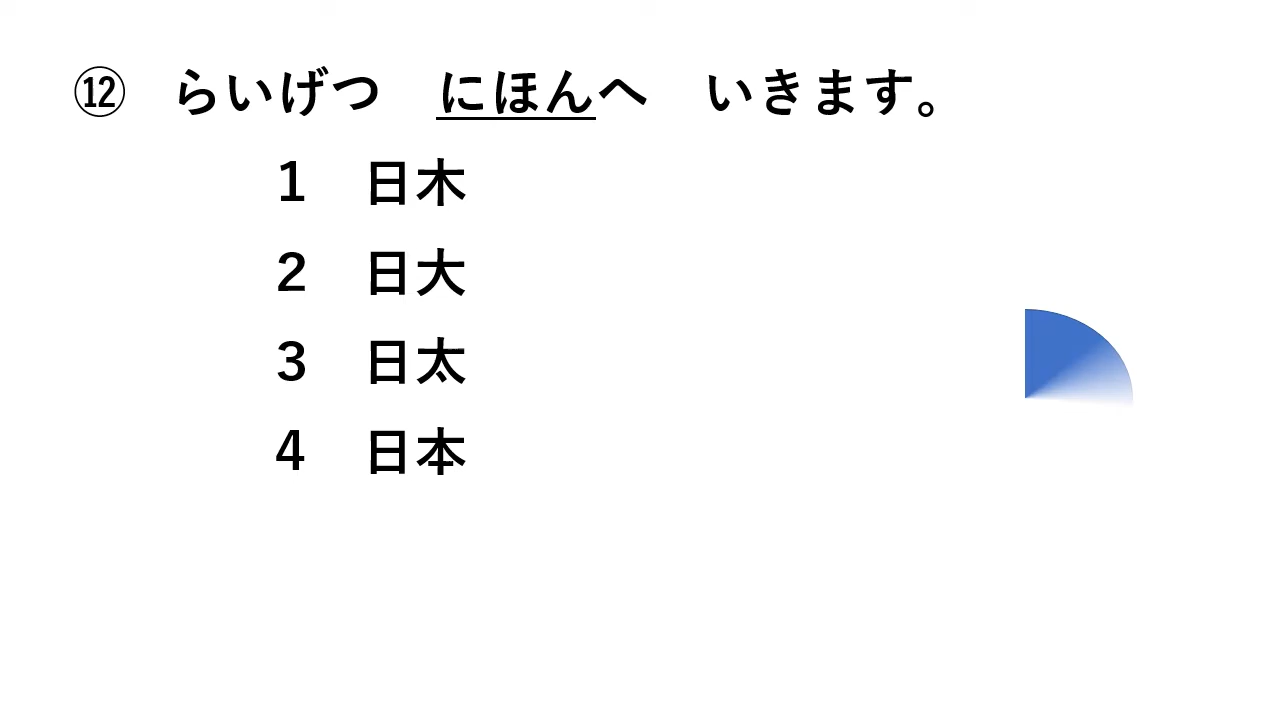 ⑫　らいげつ　にほんへ　いきます。
1　日木
2　日大
3　日太
4　日本